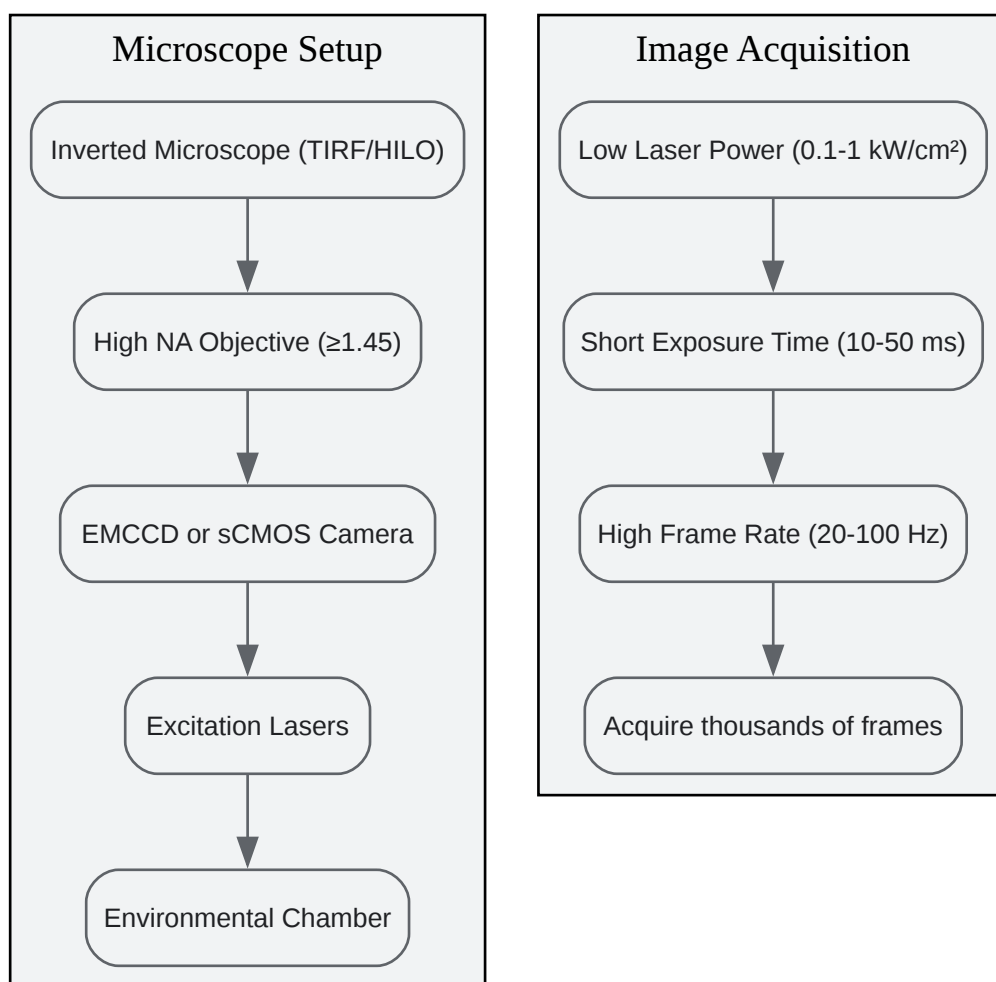 Microscope Setup
Inverted Microscope (TIRF/HILO)
High NA Objective (≥1.45)
EMCCD or sCMOS Camera
Excitation Lasers
Environmental Chamber
Image Acquisition
Low Laser Power (0.1-1 kW/cm²)
Short Exposure Time (10-50 ms)
High Frame Rate (20-100 Hz)
Acquire thousands of frames